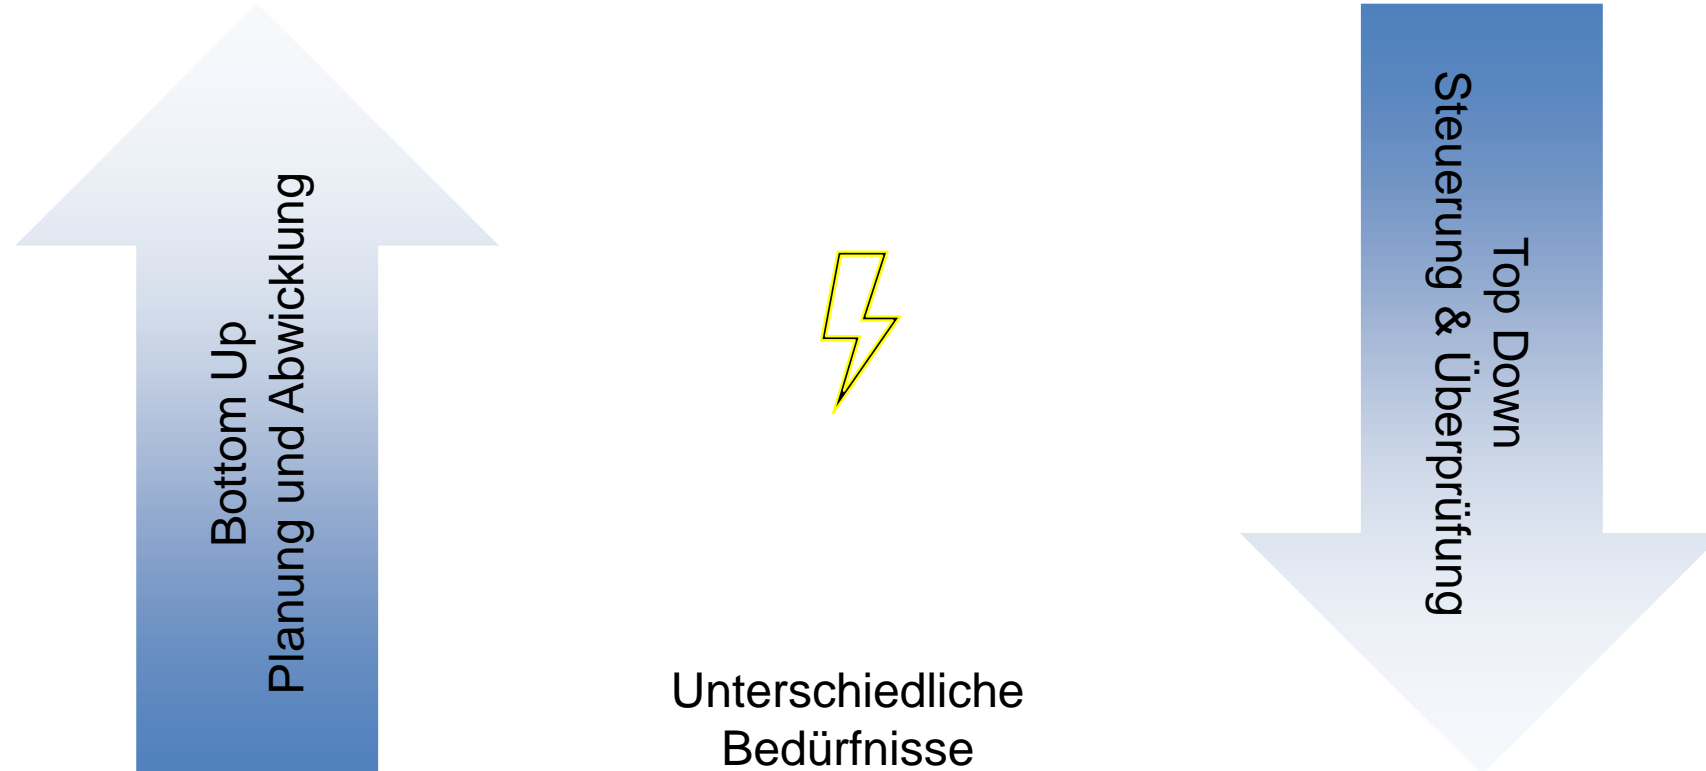 Bottom Up
Planung und Abwicklung
Unterschiedliche
Bedürfnisse
Top Down
Steuerung & Überprüfung